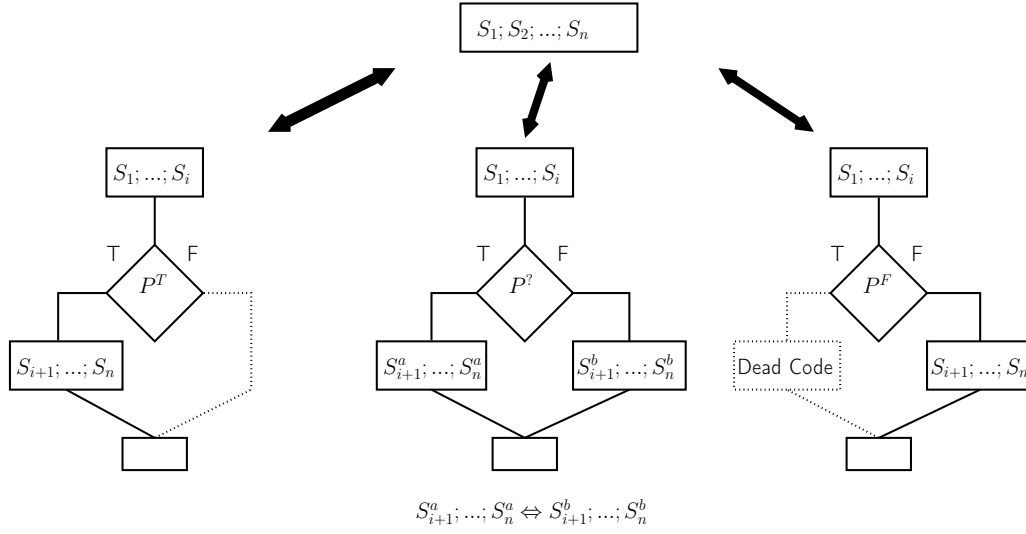 S_1; S_2; ...; S_n
S_1; ...; S_i
S_1; ...; S_i
S_1; ...; S_i
T F
T F
T F
P^T
P^?
P^F
S_{i+1}; ...; S_n
S^a_{i+1}; ...; S^a_n
S^b_{i+1}; ...; S^b_n
Dead Code
S_{i+1}; ...; S_n
S^a_{i+1}; ...; S^a_n ⇔ S^b_{i+1}; ...; S^b_n